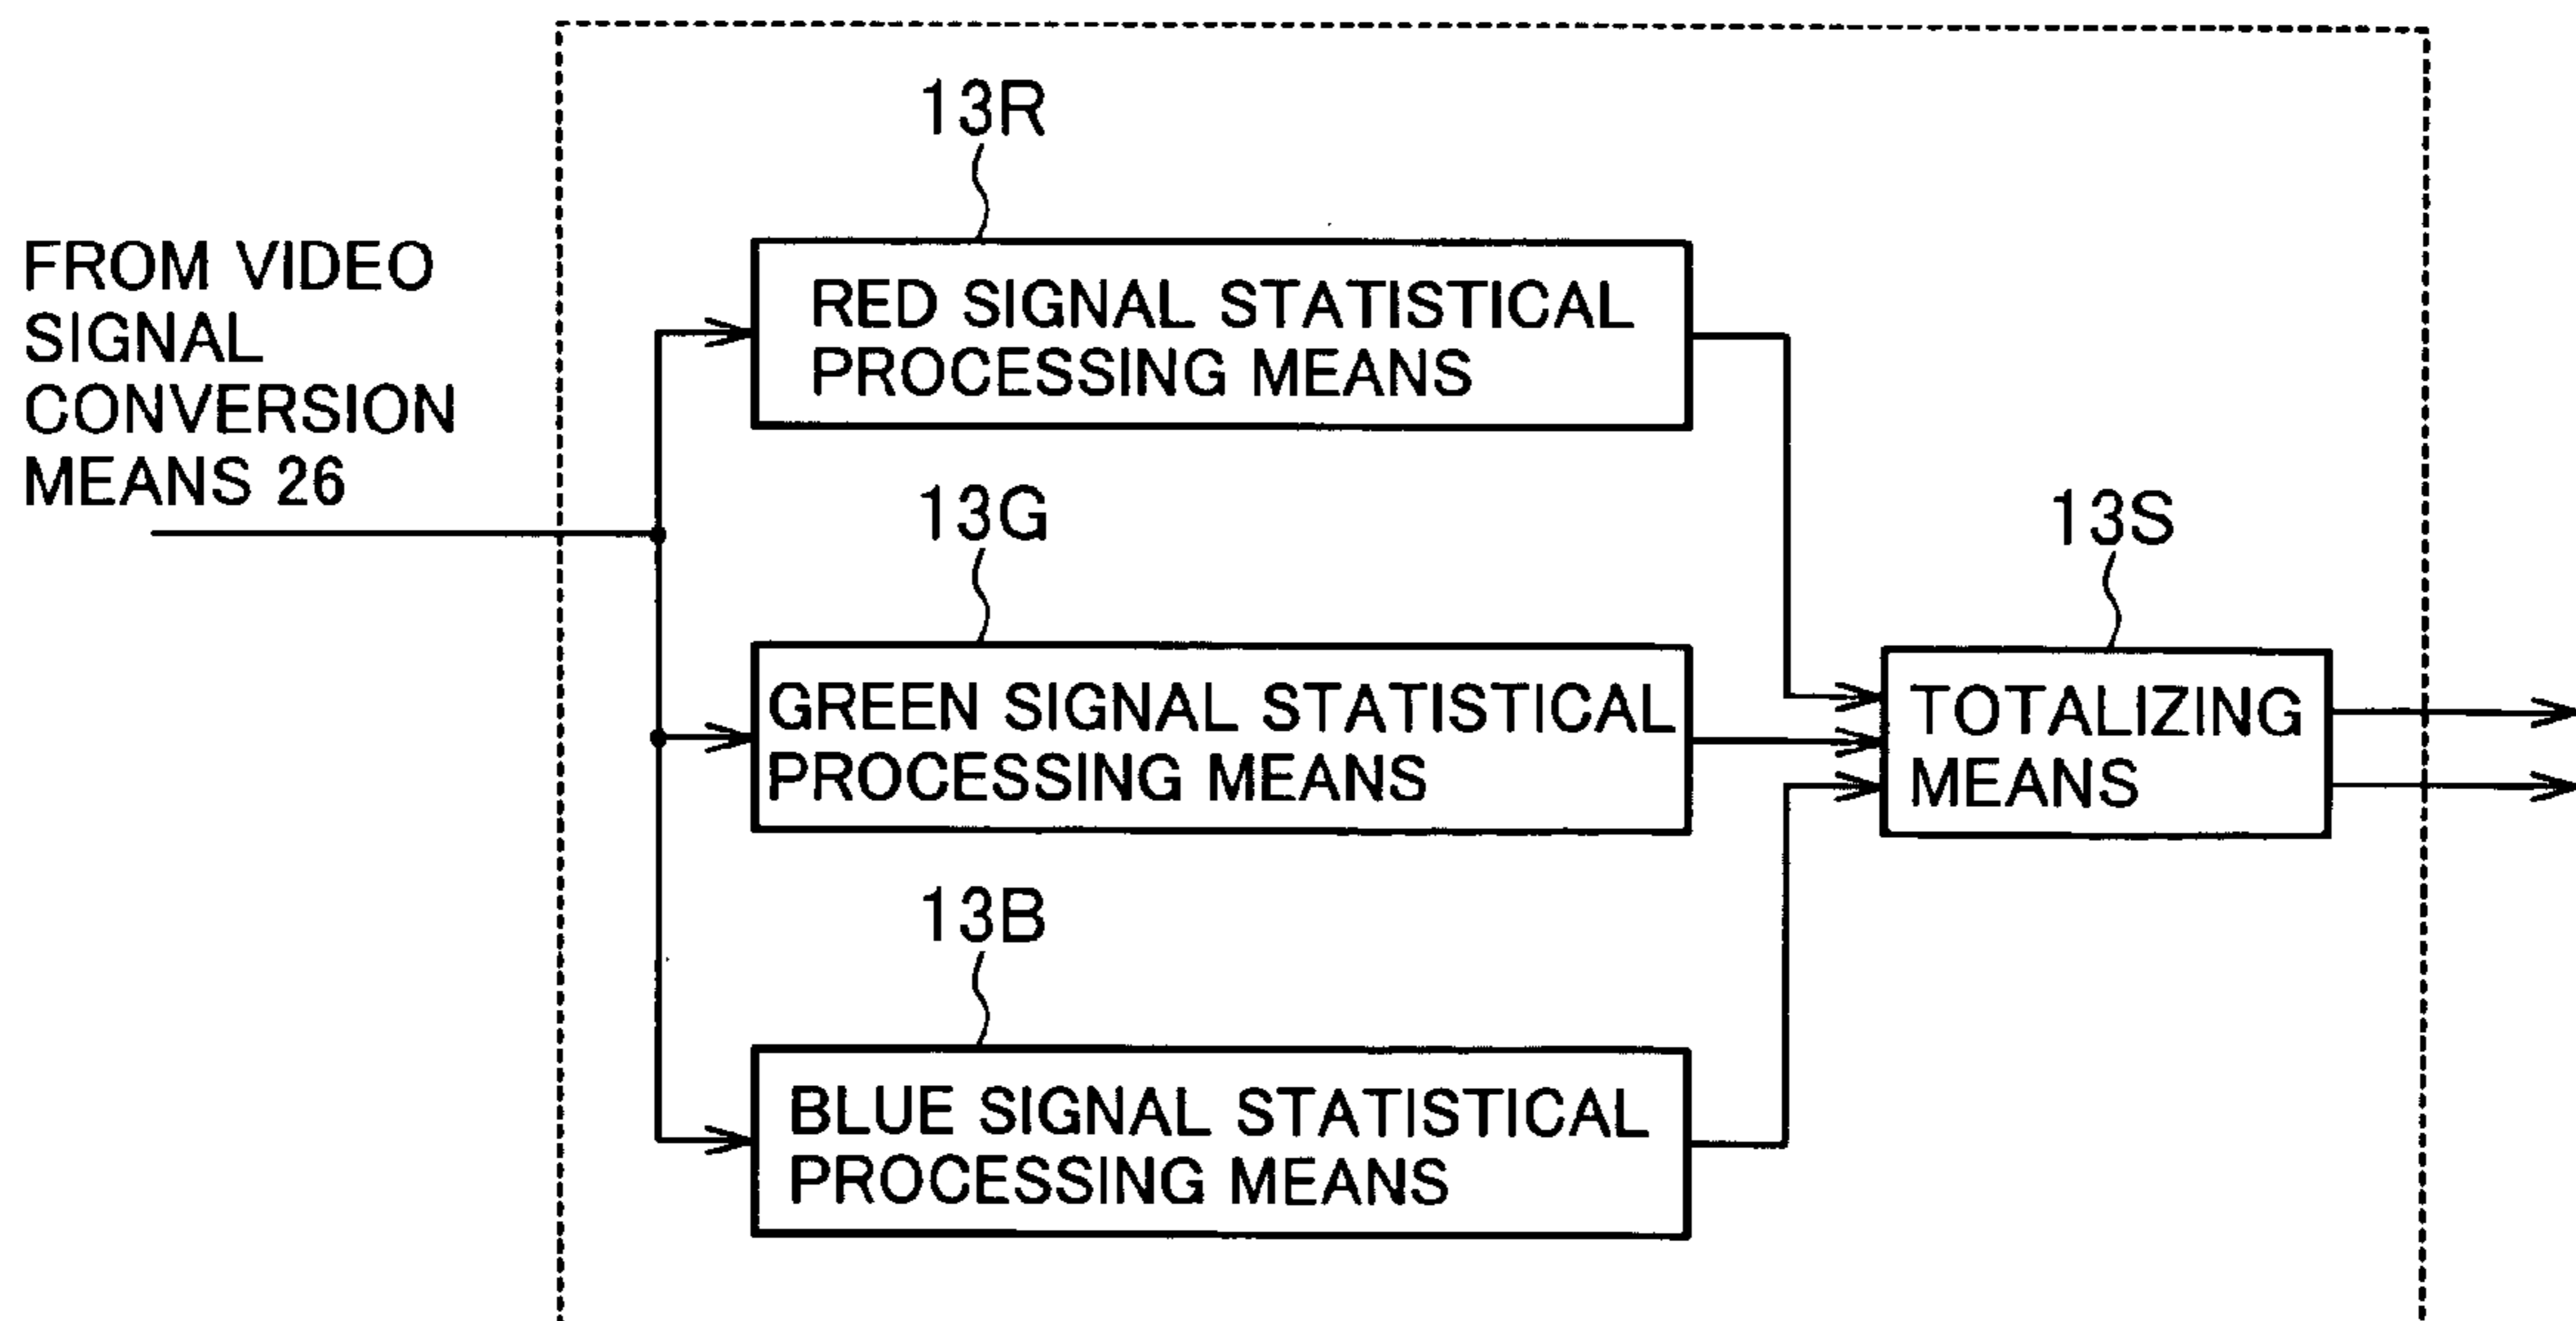 FROM VIDEO
SIGNAL
CONVERSION
MEANS 26
13R
RED SIGNAL STATISTICAL
PROCESSING MEANS
13G
GREEN SIGNAL STATISTICAL
PROCESSING MEANS
13B
BLUE SIGNAL STATISTICAL
PROCESSING MEANS
13S
TOTALIZING
MEANS